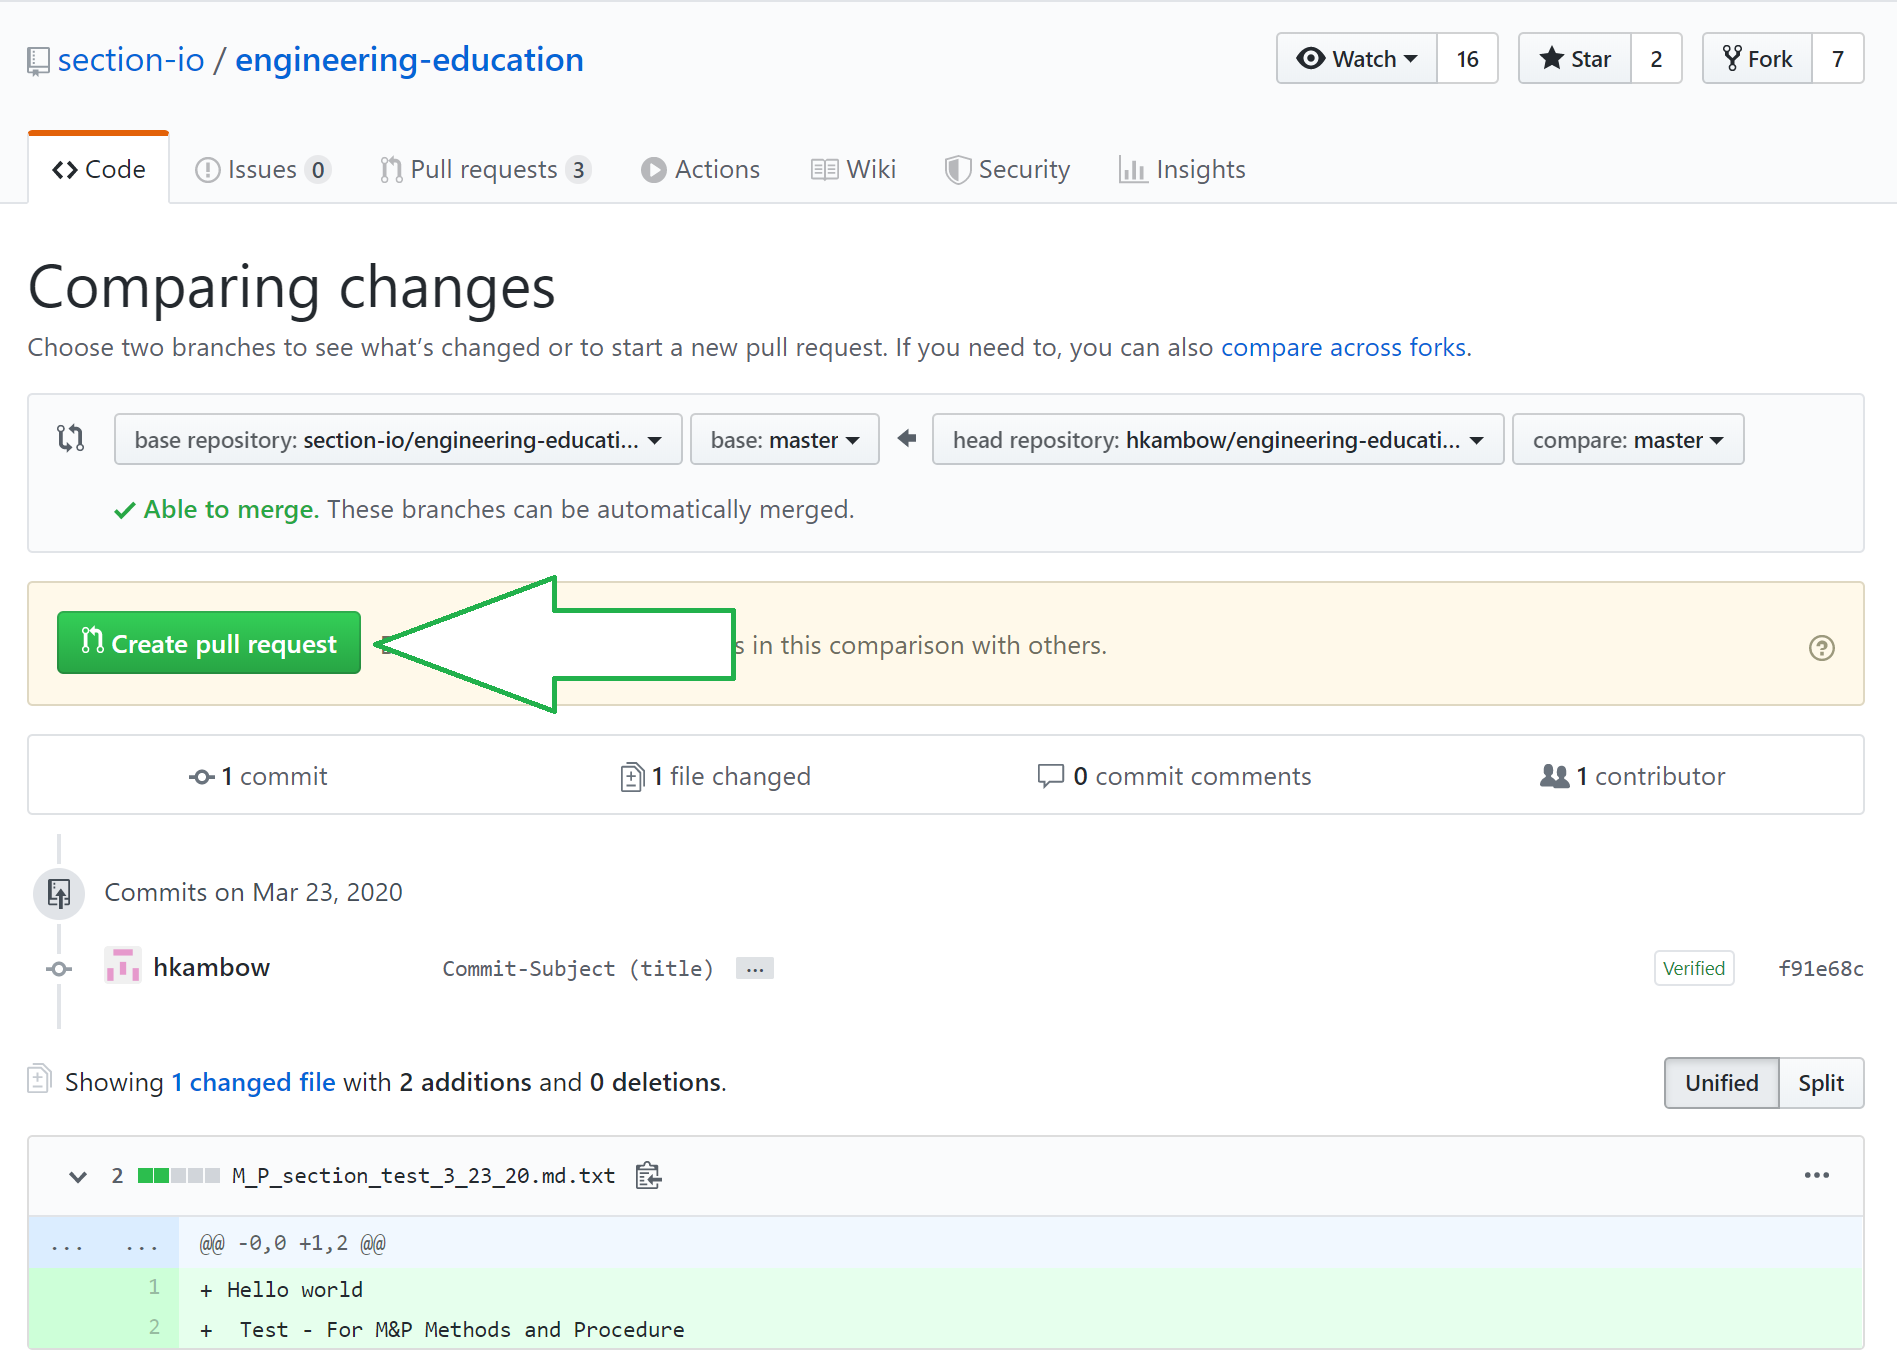 section-io / engineering-education
Watch 16 Star 2 Fork 7
Code Issues 0 Pull requests 3 Actions Wiki Security Insights
Comparing changes
Choose two branches to see what's changed or to start a new pull request. If you need to, you can also compare across forks.
base repository: section-io/engineering-educati... base: master head repository: hkambow/engineering-educati... compare: master
Able to merge. These branches can be automatically merged.
Create pull request in this comparison with others.
1 commit 1 file changed 0 commit comments 1 contributor
Commits on Mar 23, 2020
hkambow Commit-Subject (title) ... Verified f91e68c
Showing 1 changed file with 2 additions and 0 deletions.
Unified Split
2 M_P_section_test_3_23_20.md.txt ...
... ... @@ -0,0 +1,2 @@
1 + Hello world
2 + Test - For M&P Methods and Procedure